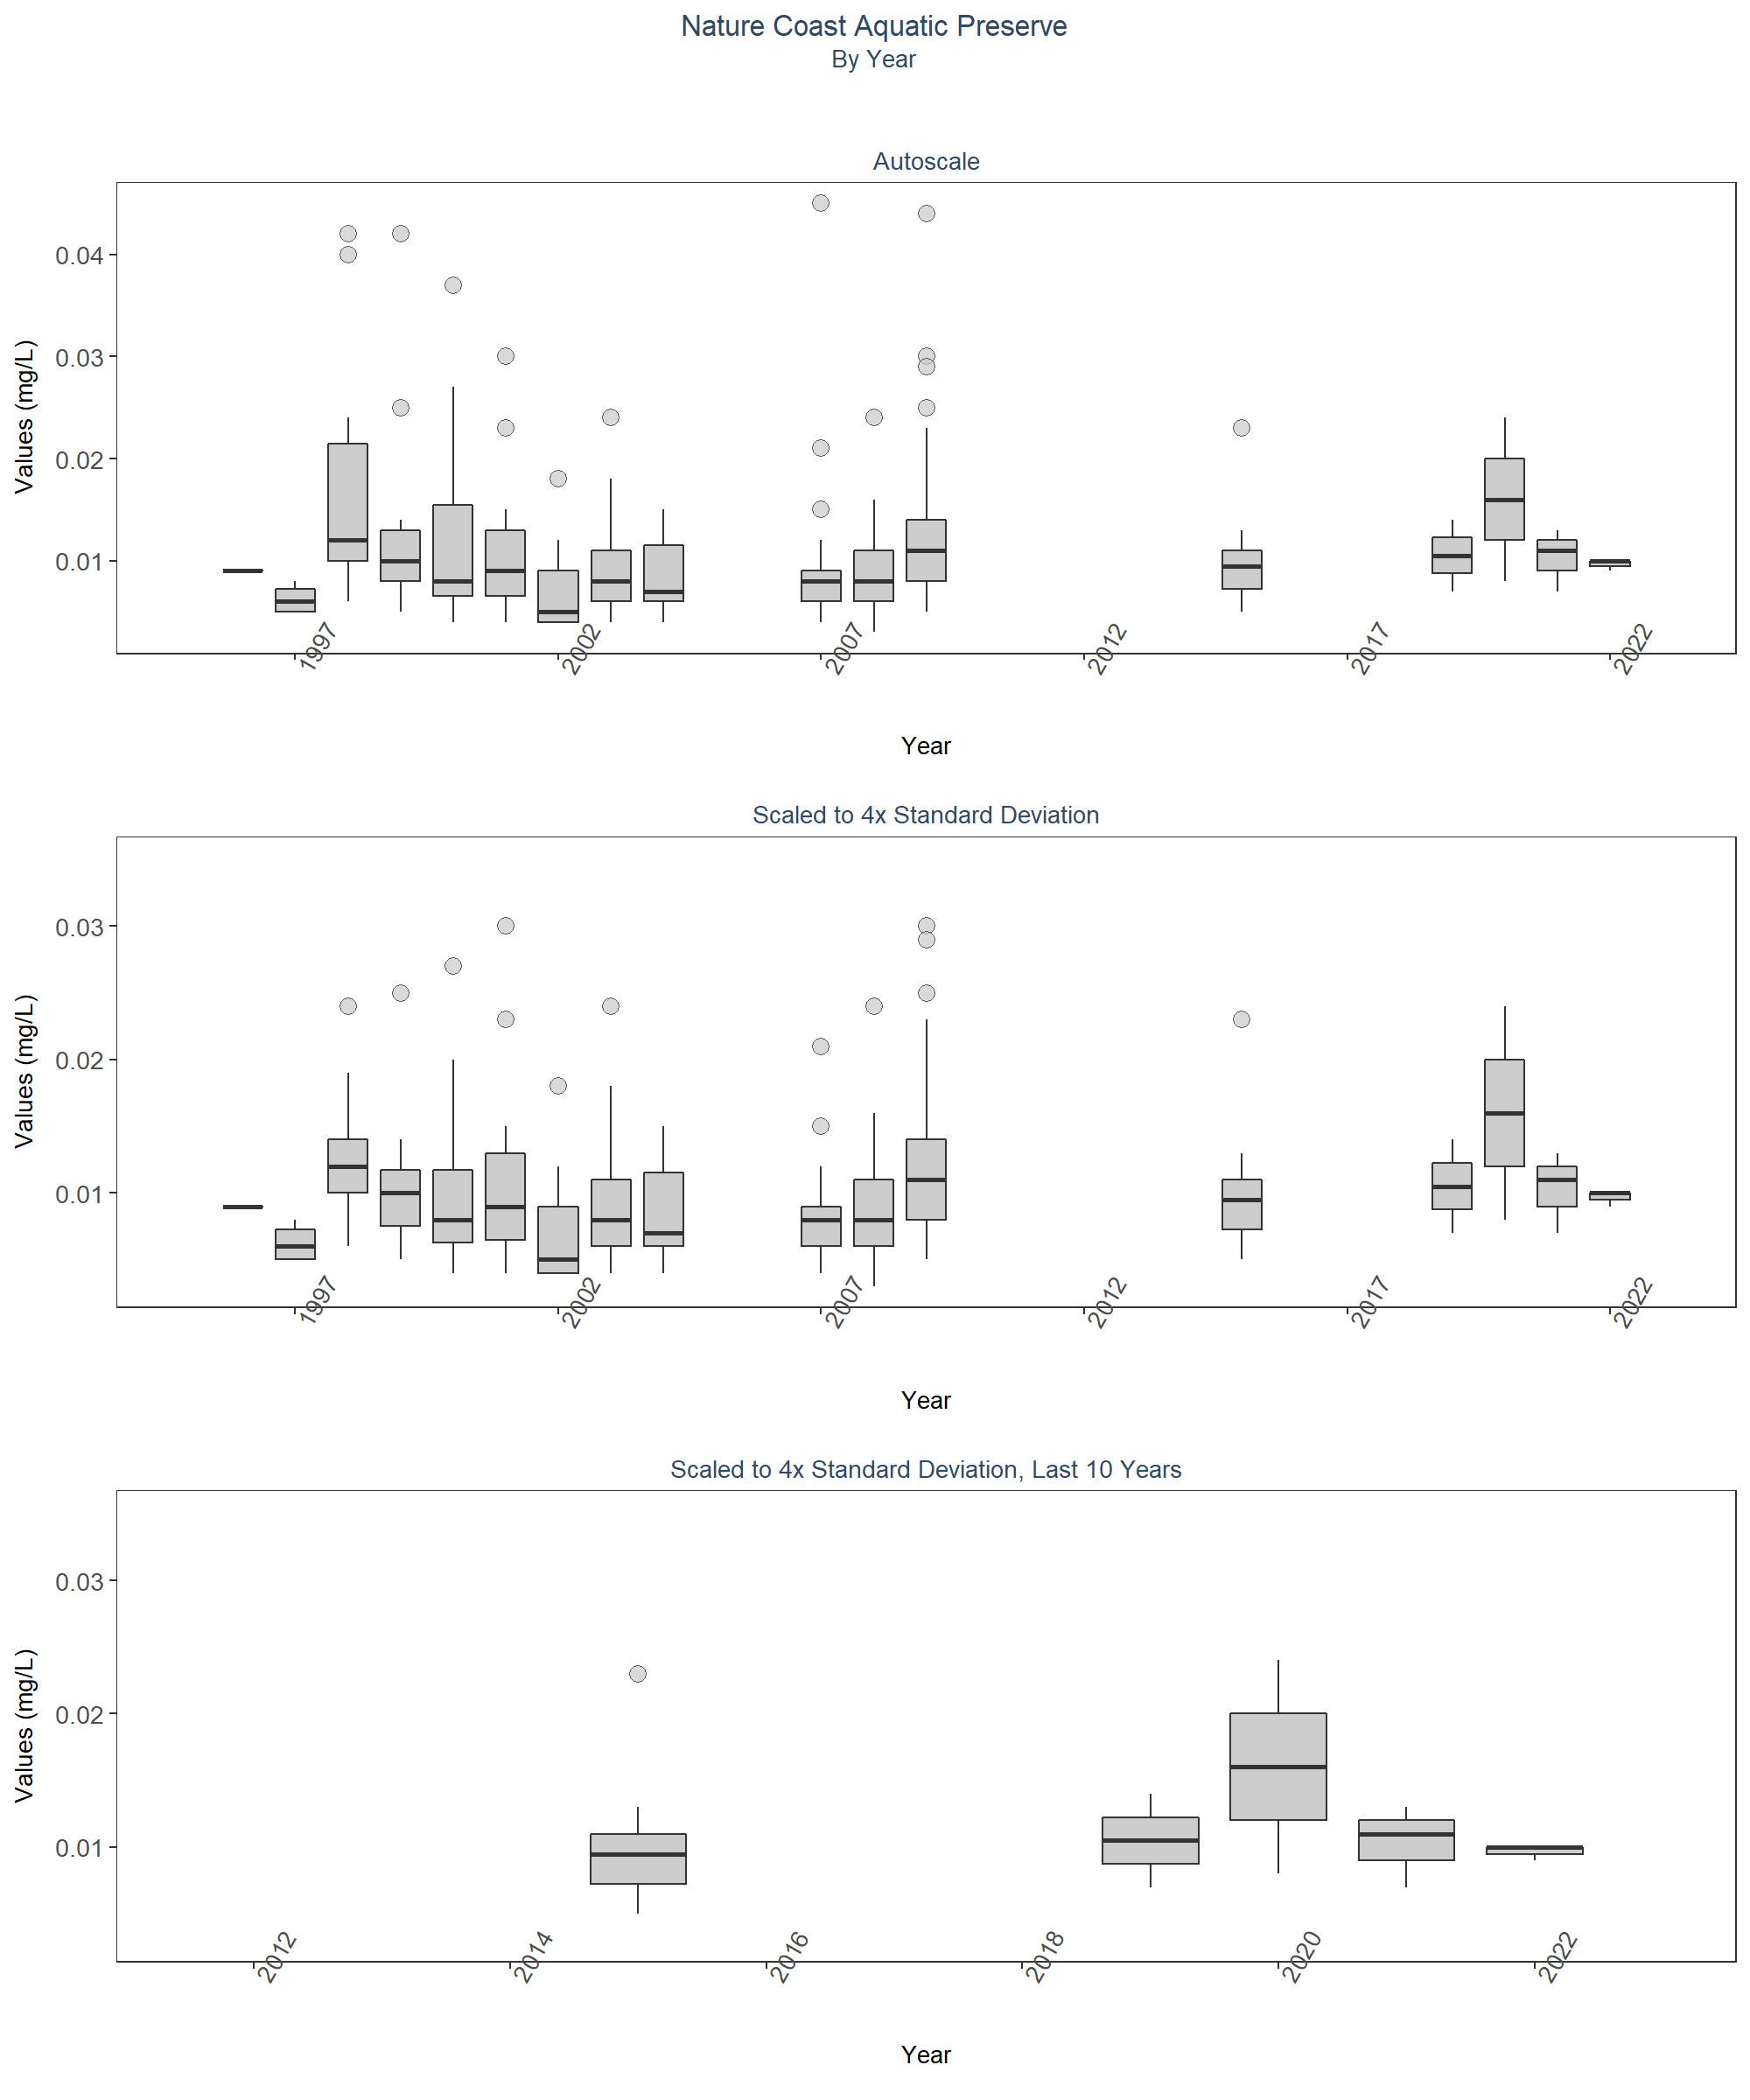 Nature Coast Aquatic Preserve
By Year
Autoscale
Values (mg/L)
0.04
0.03
0.02
0.01
1997
2002
2007
2012
2017
2022
Year
Scaled to 4x Standard Deviation
Values (mg/L)
0.03
0.02
0.01
1997
2002
2007
2012
2017
2022
Year
Scaled to 4x Standard Deviation, Last 10 Years
Values (mg/L)
0.03
0.02
0.01
2012
2014
2016
2018
2020
2022
Year